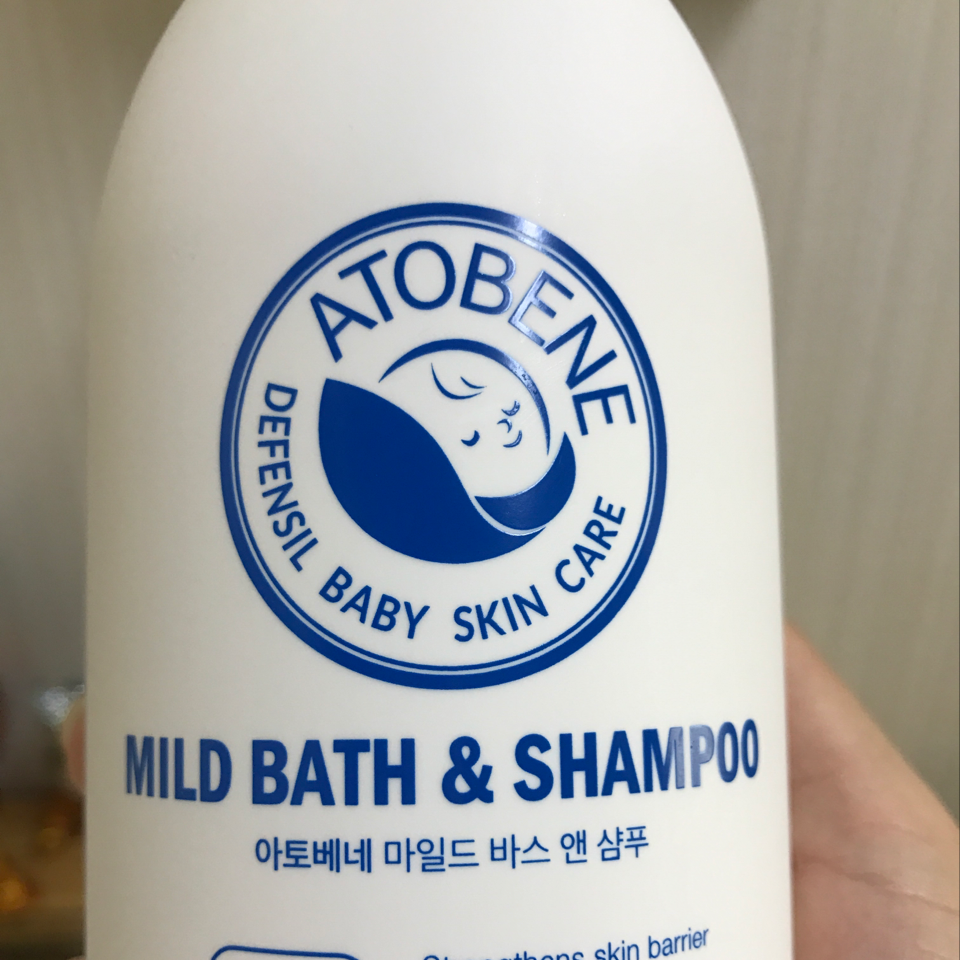 ATOBENE
DEFENSIL BABY SKIN CARE
MILD BATH & SHAMPOO
아토베네 마일드 바스 앤 샴푸
Strengthens skin barrier